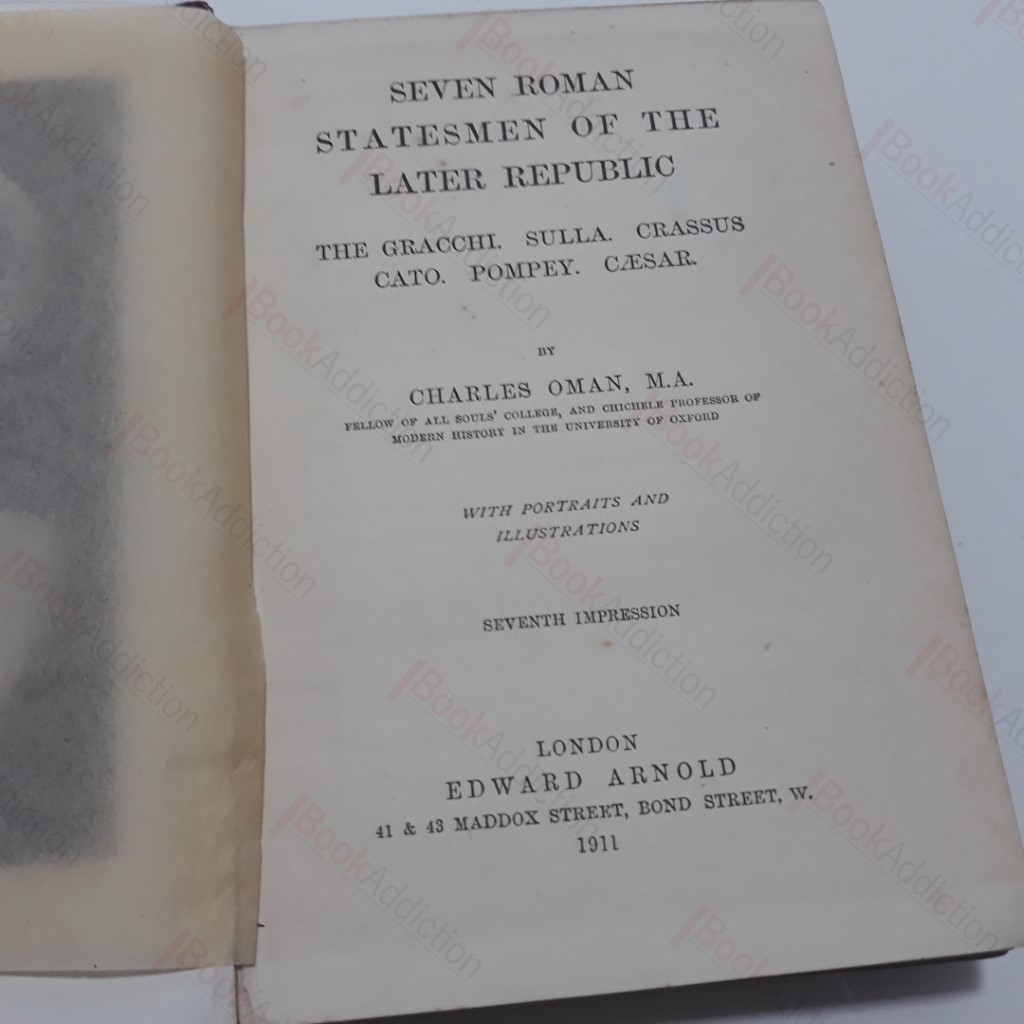 SEVEN ROMAN
STATESMEN OF THE
LATER REPUBLIC
THE GRACCHI. SULLA. CRASSUS
CATO. POMPEY. CÆSAR.
BY
CHARLES OMAN, M.A.
FELLOW OF ALL SOULS' COLLEGE, AND CHICHELE PROFESSOR OF
MODERN HISTORY IN THE UNIVERSITY OF OXFORD
WITH PORTRAITS AND
ILLUSTRATIONS
SEVENTH IMPRESSION
LONDON
EDWARD ARNOLD
41 & 43 MADDOX STREET, BOND STREET, W.
1911
BookAddiction